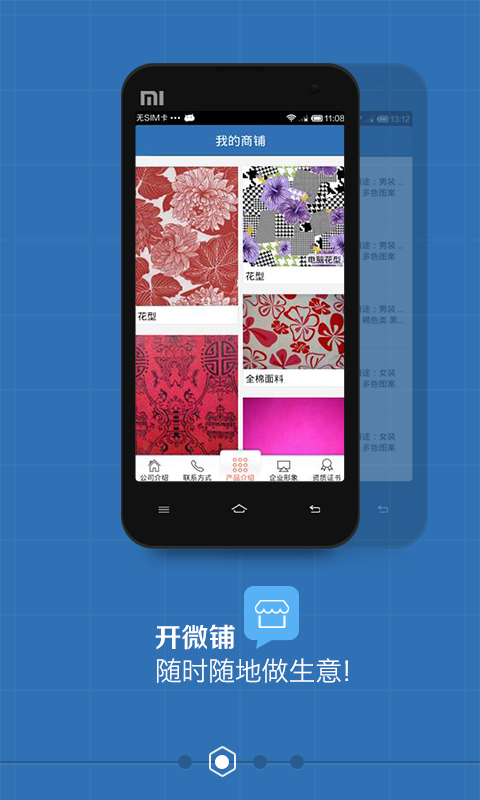 MI
无SIM卡 ••• 11:08
13:12
我的商铺
电脑花型
花型
花型
全棉面料
途：男装 ...
多色图案
途：男装 ...
多色图案
途：男装 ...
褐色类 黑...
途：女装
多色图案
途：女装
多色图案
公司介绍 联系方式 产品介绍 企业形象 资质证书
开微铺
随时随地做生意!